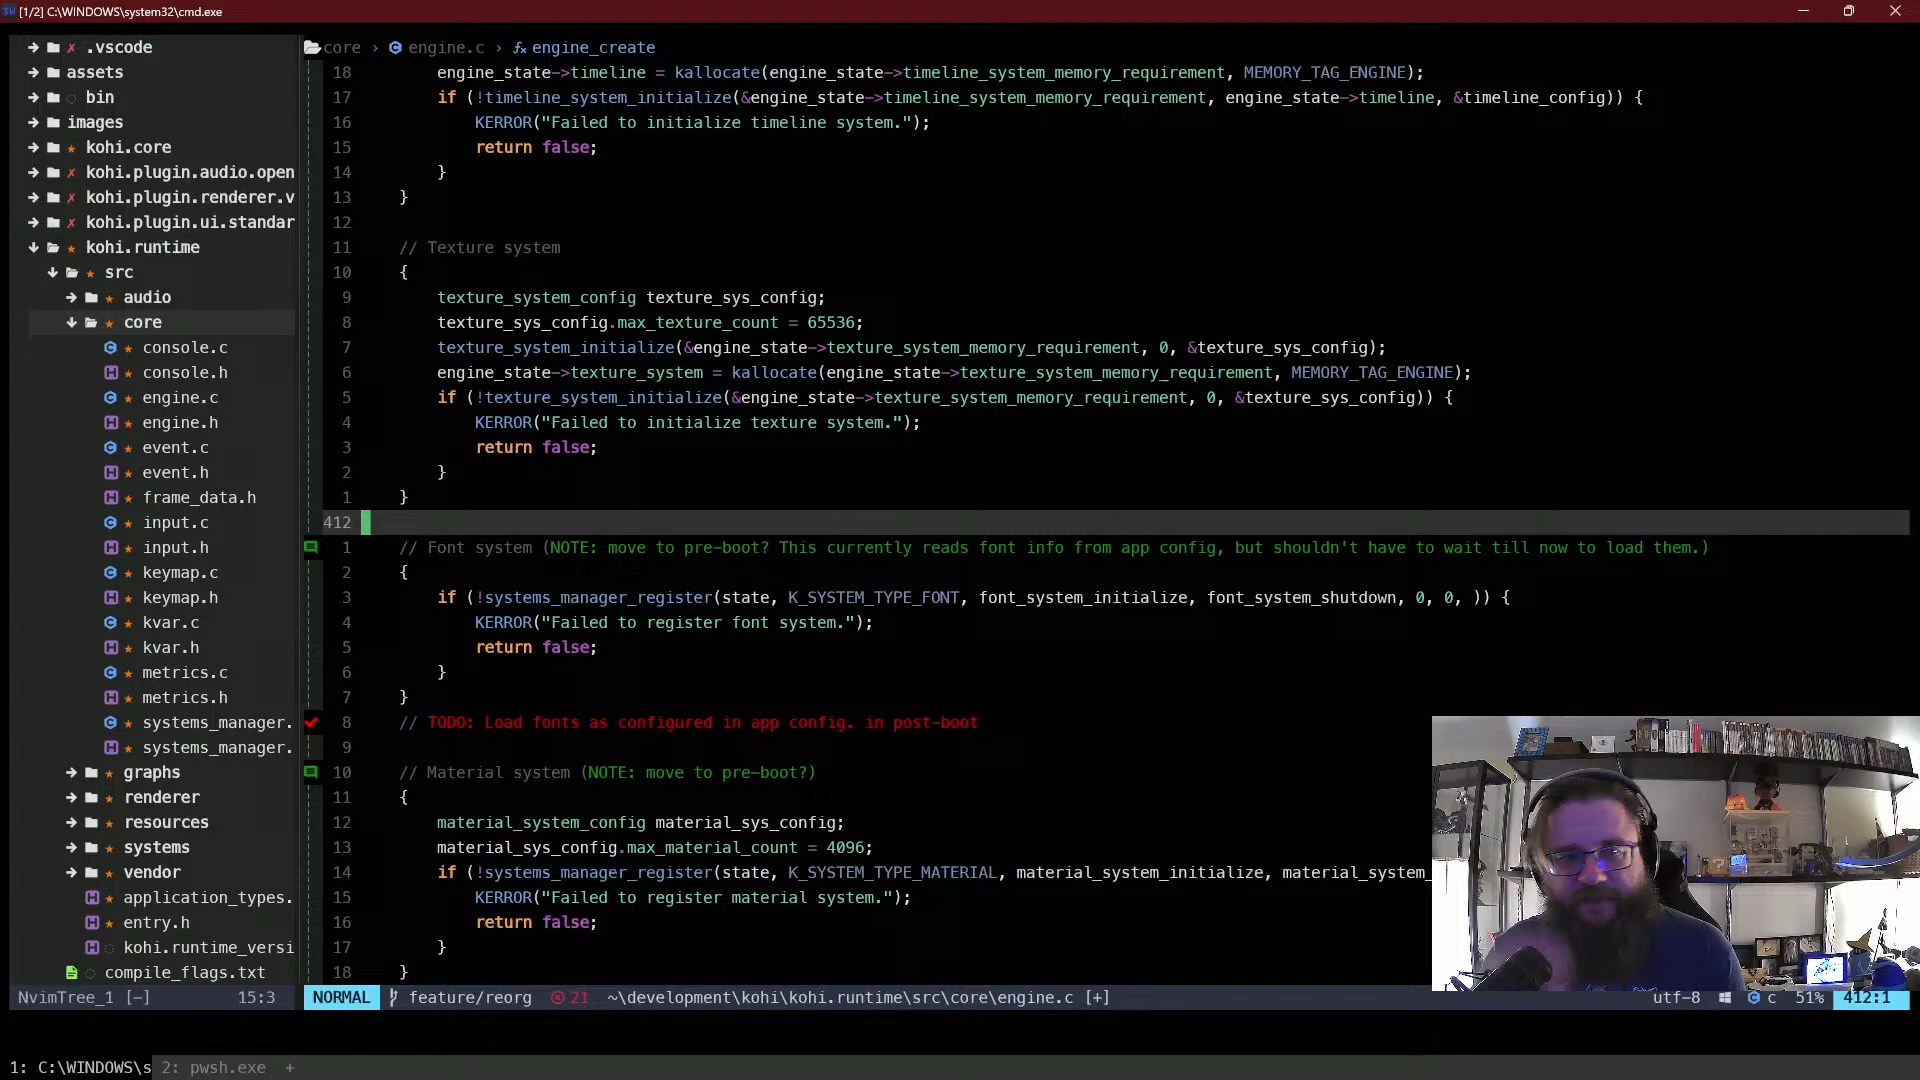 [1/2] C:\WINDOWS\system32\cmd.exe
.vscode
assets
bin
images
kohi.core
kohi.plugin.audio.open
kohi.plugin.renderer.v
kohi.plugin.ui.standar
kohi.runtime
src
audio
core
console.c
console.h
engine.c
engine.h
event.c
event.h
frame_data.h
input.c
input.h
keymap.c
keymap.h
kvar.c
kvar.h
metrics.c
metrics.h
systems_manager.
systems_manager.
graphs
renderer
resources
systems
vendor
application_types.
entry.h
kohi.runtime_versi
compile_flags.txt
NvimTree_1 [-] 15:3
core › engine.c › fx engine_create
18 engine_state->timeline = kallocate(engine_state->timeline_system_memory_requirement, MEMORY_TAG_ENGINE);
17 if (!timeline_system_initialize(&engine_state->timeline_system_memory_requirement, engine_state->timeline, &timeline_config)) {
16 KERROR("Failed to initialize timeline system.");
15 return false;
14 }
13 }
12
11 // Texture system
10 {
9 texture_system_config texture_sys_config;
8 texture_sys_config.max_texture_count = 65536;
7 texture_system_initialize(&engine_state->texture_system_memory_requirement, 0, &texture_sys_config);
6 engine_state->texture_system = kallocate(engine_state->texture_system_memory_requirement, MEMORY_TAG_ENGINE);
5 if (!texture_system_initialize(&engine_state->texture_system_memory_requirement, 0, &texture_sys_config)) {
4 KERROR("Failed to initialize texture system.");
3 return false;
2 }
1 }
412
1 // Font system (NOTE: move to pre-boot? This currently reads font info from app config, but shouldn't have to wait till now to load them.)
2 {
3 if (!systems_manager_register(state, K_SYSTEM_TYPE_FONT, font_system_initialize, font_system_shutdown, 0, 0, )) {
4 KERROR("Failed to register font system.");
5 return false;
6 }
7 }
8 // TODO: Load fonts as configured in app config. in post-boot
9
10 // Material system (NOTE: move to pre-boot?)
11 {
12 material_system_config material_sys_config;
13 material_sys_config.max_material_count = 4096;
14 if (!systems_manager_register(state, K_SYSTEM_TYPE_MATERIAL, material_system_initialize, material_system_
15 KERROR("Failed to register material system.");
16 return false;
17 }
18 }
NORMAL feature/reorg 21 ~\development\kohi\kohi.runtime\src\core\engine.c [+] utf-8 c 51% 412:1
1: C:\WINDOWS\s 2: pwsh.exe +